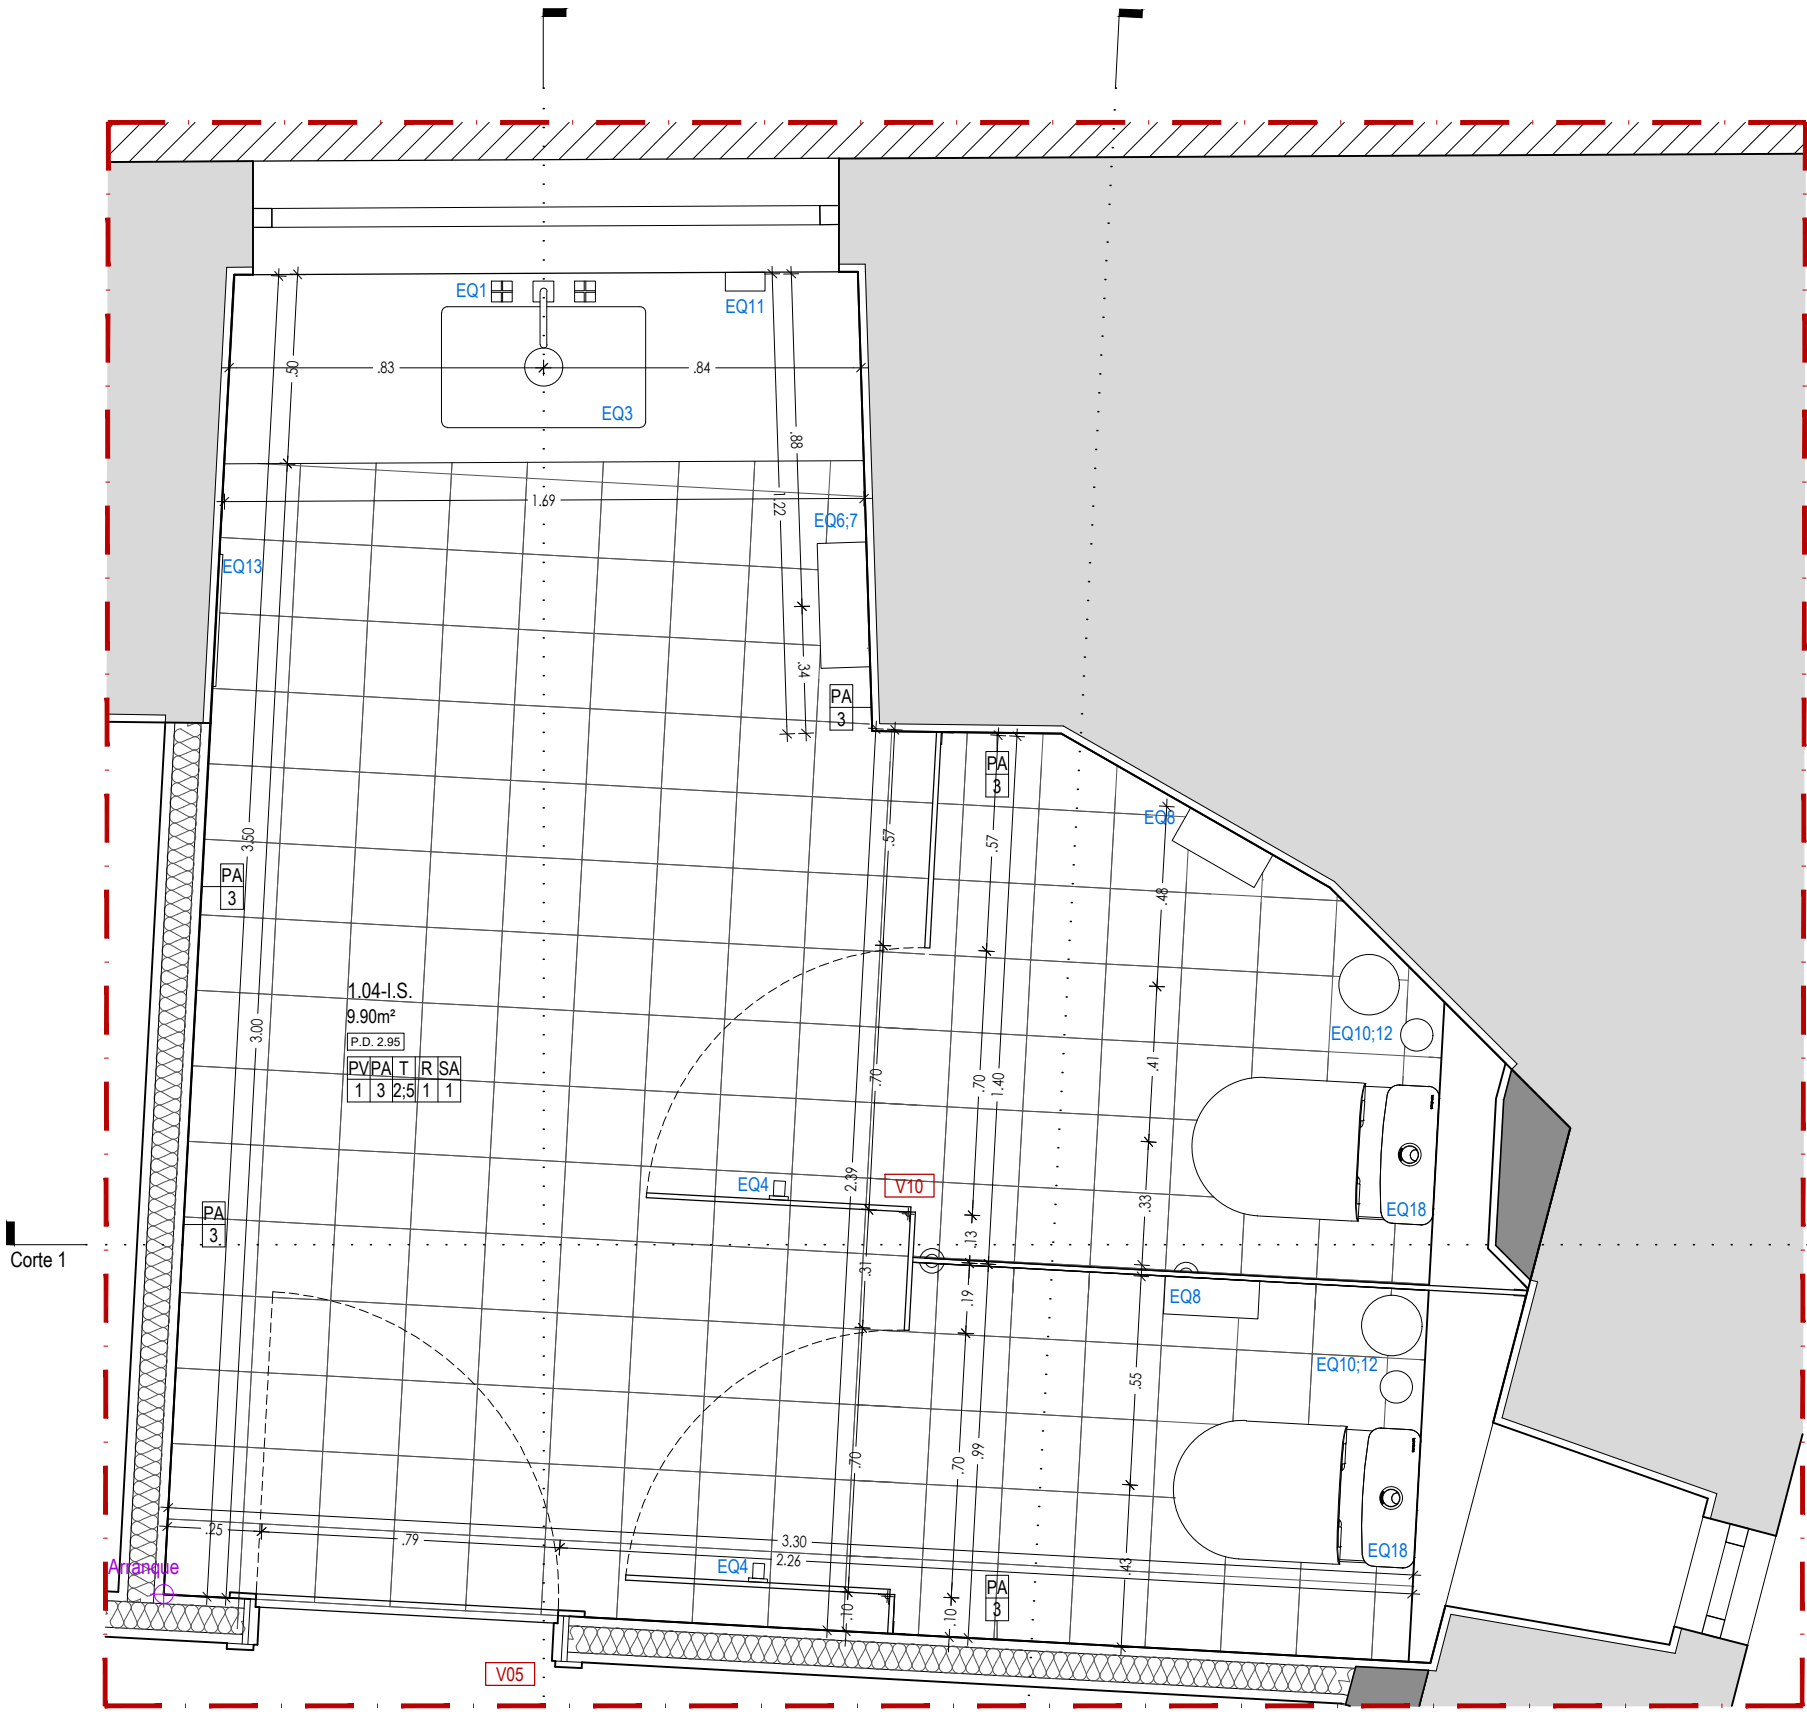 EQ1
EQ11
.50
.83
.84
EQ3
.88
1.69
1.22
EQ6;7
EQ13
.34
PA
3
PA
3
EQ8
.57
.57
3.50
.48
PA
3
1.04-I.S.
9.90m²
P.D. 2.95
3.00
EQ10;12
PV PA T R SA
1 3 2;5 1 1
.70
.70
1.40
.41
2.39
EQ4
V10
.33
EQ18
PA
3
.13
Corte 1
.31
.19
EQ8
EQ10;12
.55
.70
.70
.99
.25
.79
3.30
2.26
EQ18
Arranque
EQ4
.43
PA
3
.10
.10
V05